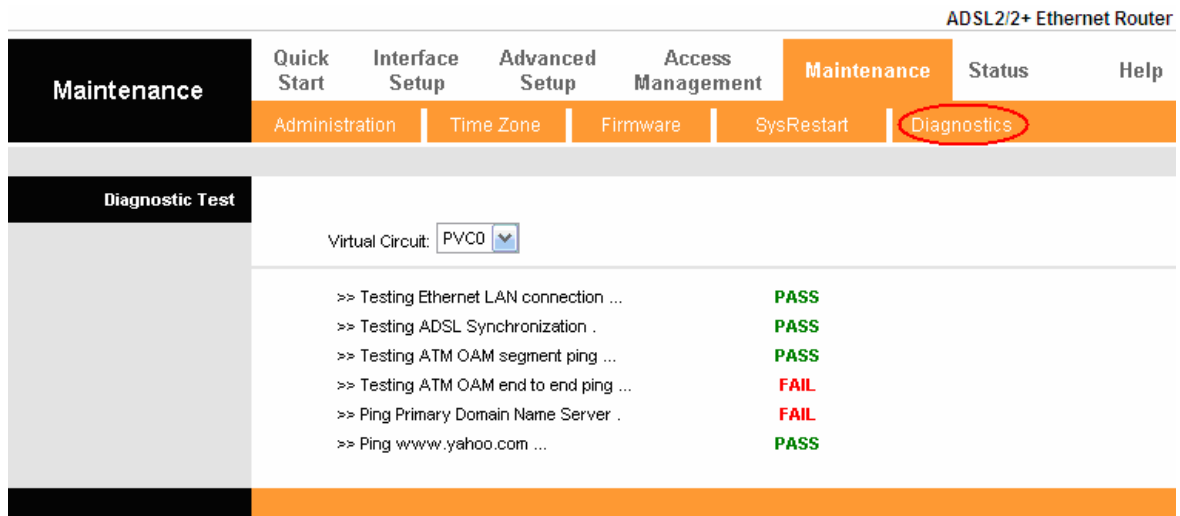 ADSL2/2+ Ethernet Router
Maintenance
Quick Start
Interface Setup
Advanced Setup
Access Management
Maintenance
Status
Help
Administration
Time Zone
Firmware
SysRestart
Diagnostics
Diagnostic Test
Virtual Circuit: PVC0
>> Testing Ethernet LAN connection ... PASS
>> Testing ADSL Synchronization . PASS
>> Testing ATM OAM segment ping ... PASS
>> Testing ATM OAM end to end ping ... FAIL
>> Ping Primary Domain Name Server . FAIL
>> Ping www.yahoo.com ... PASS